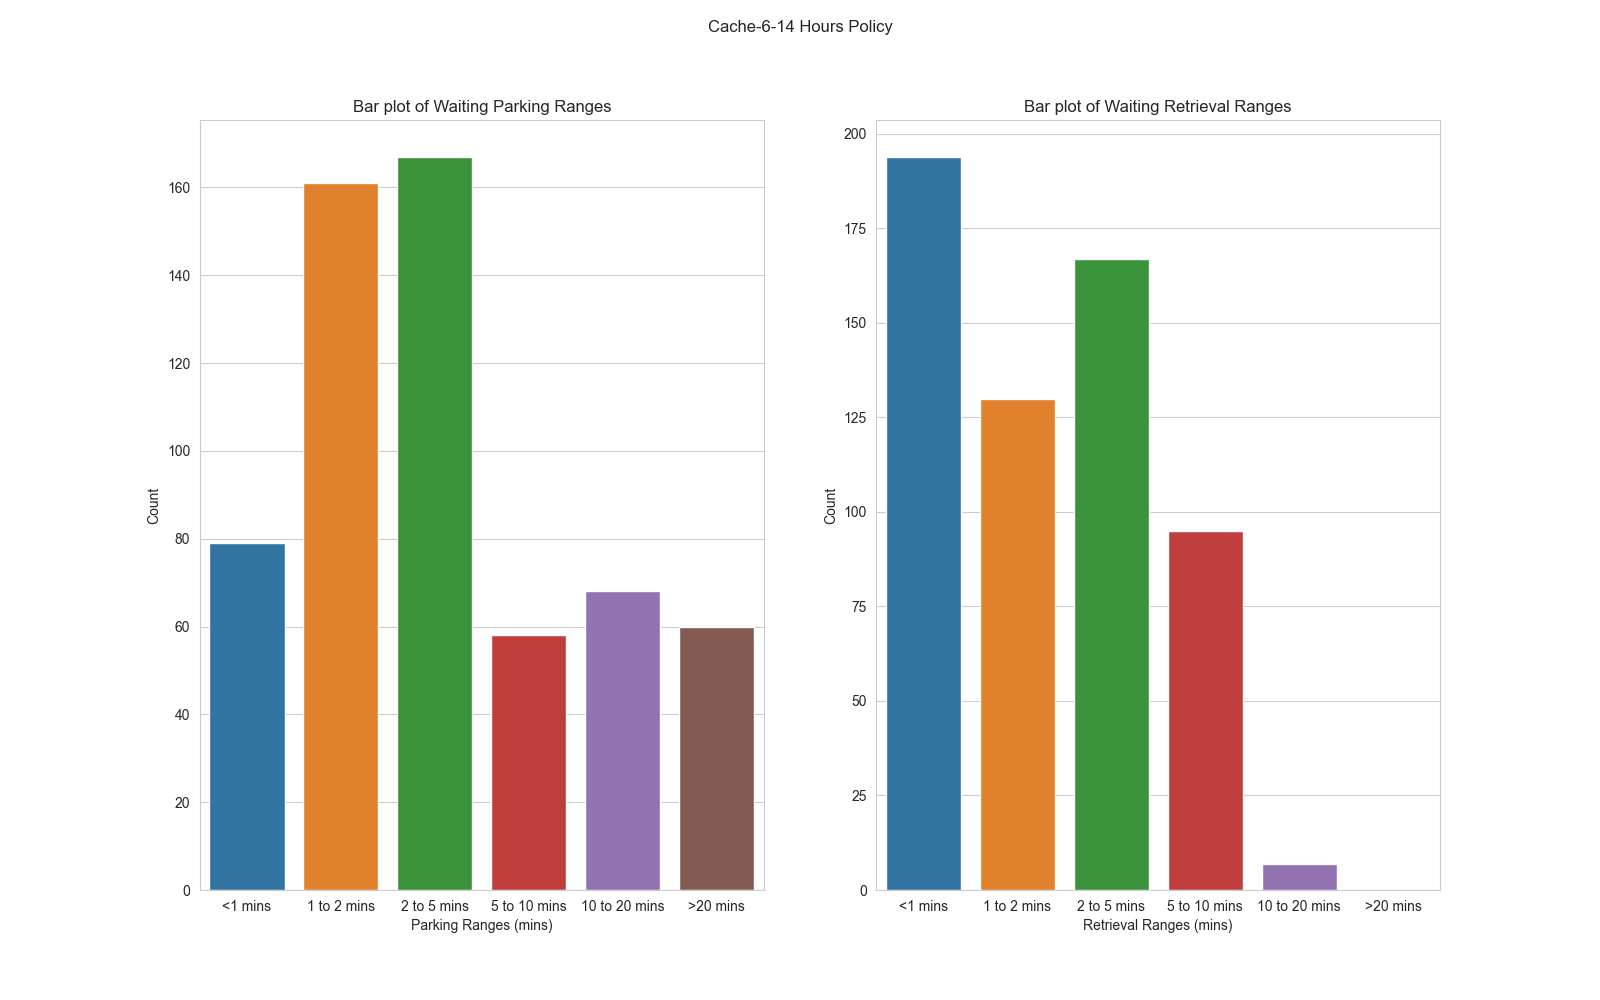 Cache-6-14 Hours Policy
Bar plot of Waiting Parking Ranges
Count
160
140
120
100
80
60
40
20
0
<1 mins 1 to 2 mins 2 to 5 mins 5 to 10 mins 10 to 20 mins >20 mins
Parking Ranges (mins)
Bar plot of Waiting Retrieval Ranges
Count
200
175
150
125
100
75
50
25
0
<1 mins 1 to 2 mins 2 to 5 mins 5 to 10 mins 10 to 20 mins >20 mins
Retrieval Ranges (mins)